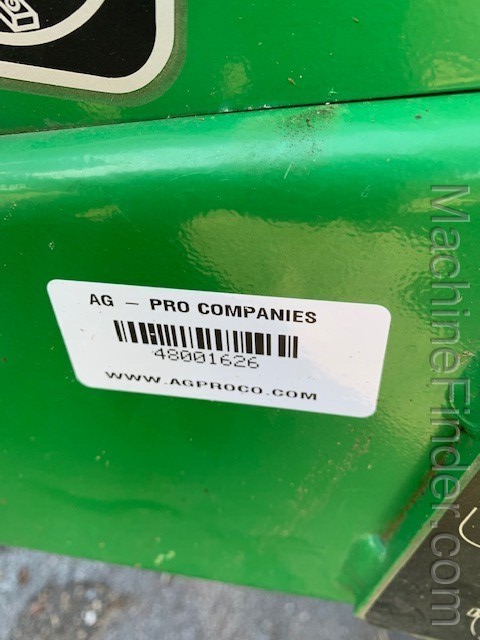 AG - PRO COMPANIES
48001626
WWW.AGPROCO.COM
MachineFinder.com